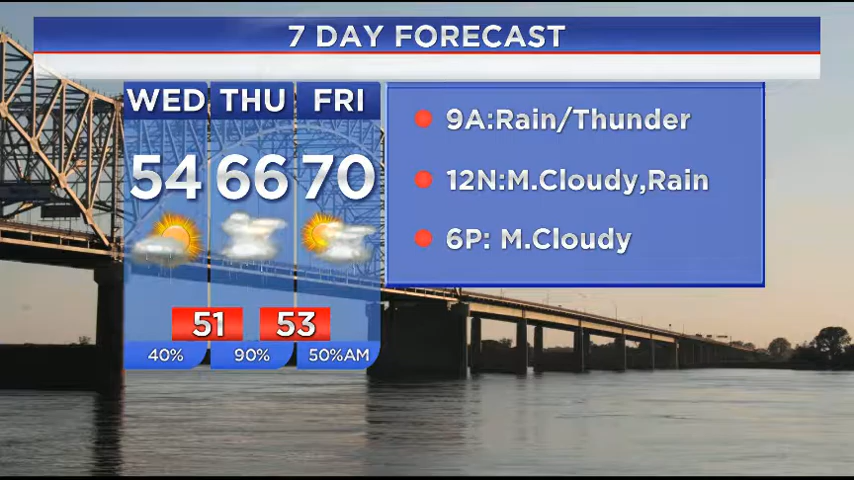 7 DAY FORECAST
WED THU FRI
54 66 70
51 53
40% 90% 50%AM
9A:Rain/Thunder
12N:M.Cloudy,Rain
6P: M.Cloudy